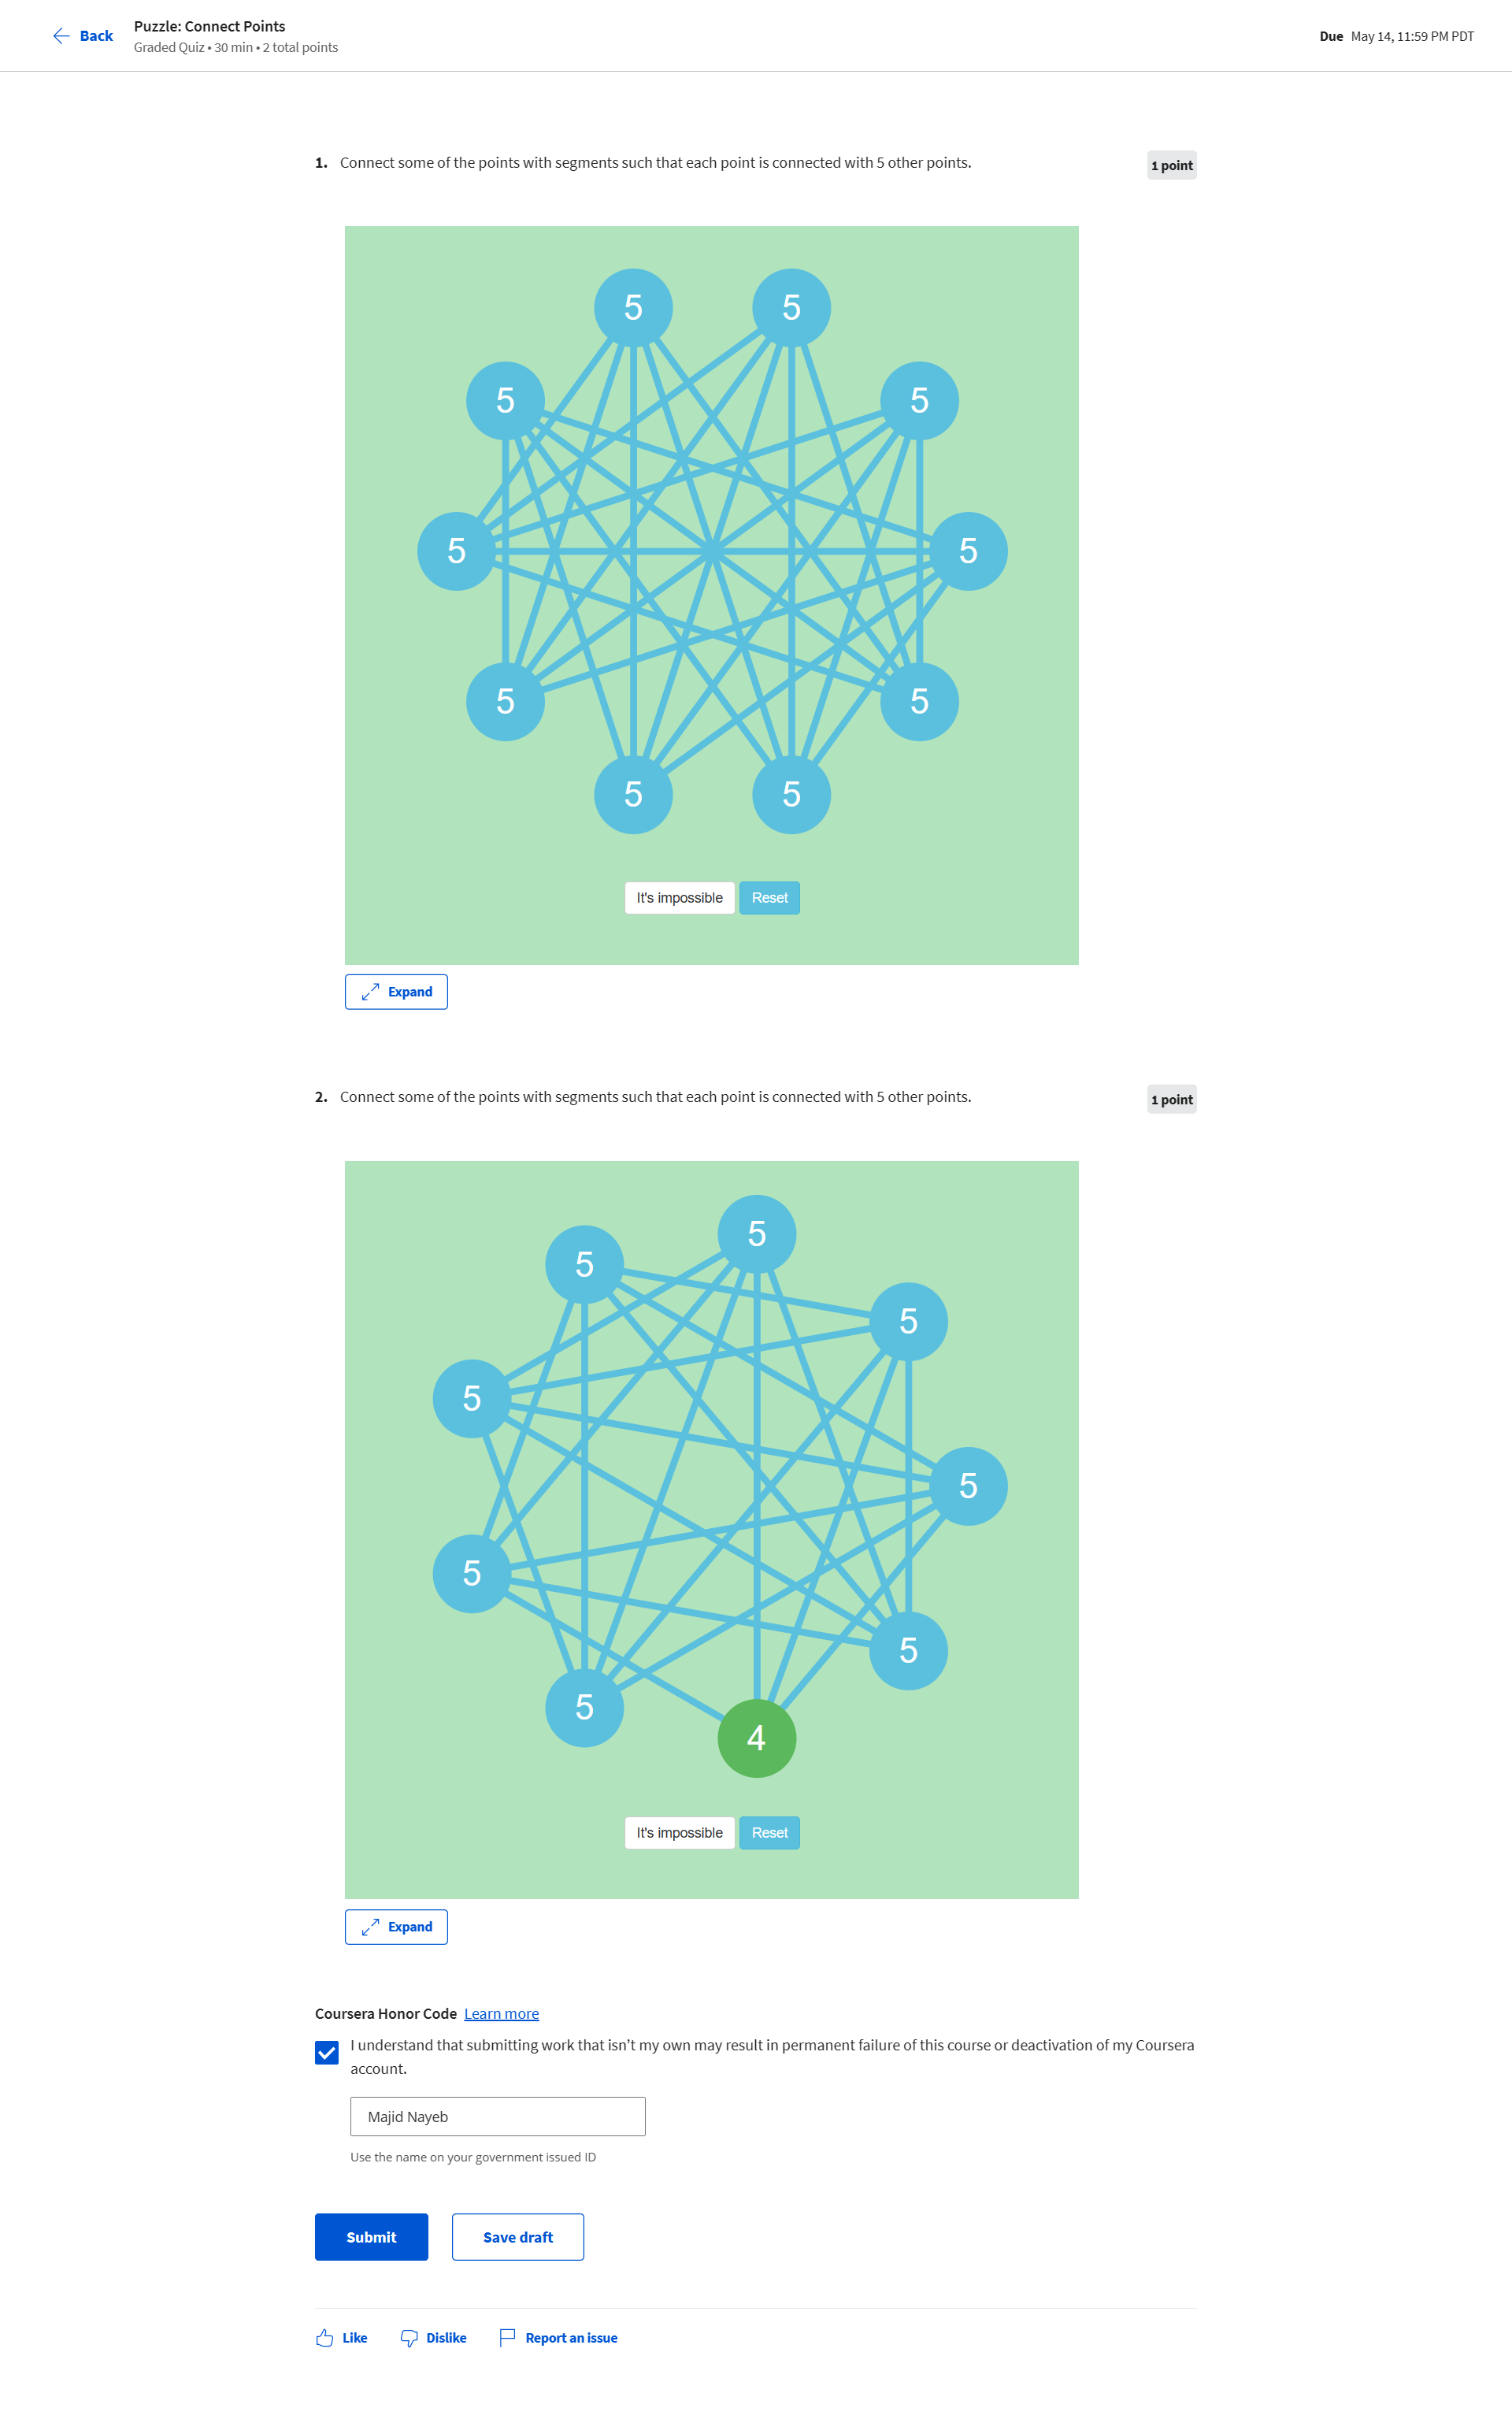 Back
Puzzle: Connect Points
Graded Quiz • 30 min • 2 total points
Due May 14, 11:59 PM PDT
1. Connect some of the points with segments such that each point is connected with 5 other points.
1 point
5 5
5 5
5 5
5 5
5 5
It's impossible Reset
Expand
2. Connect some of the points with segments such that each point is connected with 5 other points.
1 point
5
5
5
5
5
5
5
5
4
It's impossible Reset
Expand
Coursera Honor Code Learn more
I understand that submitting work that isn’t my own may result in permanent failure of this course or deactivation of my Coursera
account.
Majid Nayeb
Use the name on your government issued ID
Submit Save draft
Like Dislike Report an issue